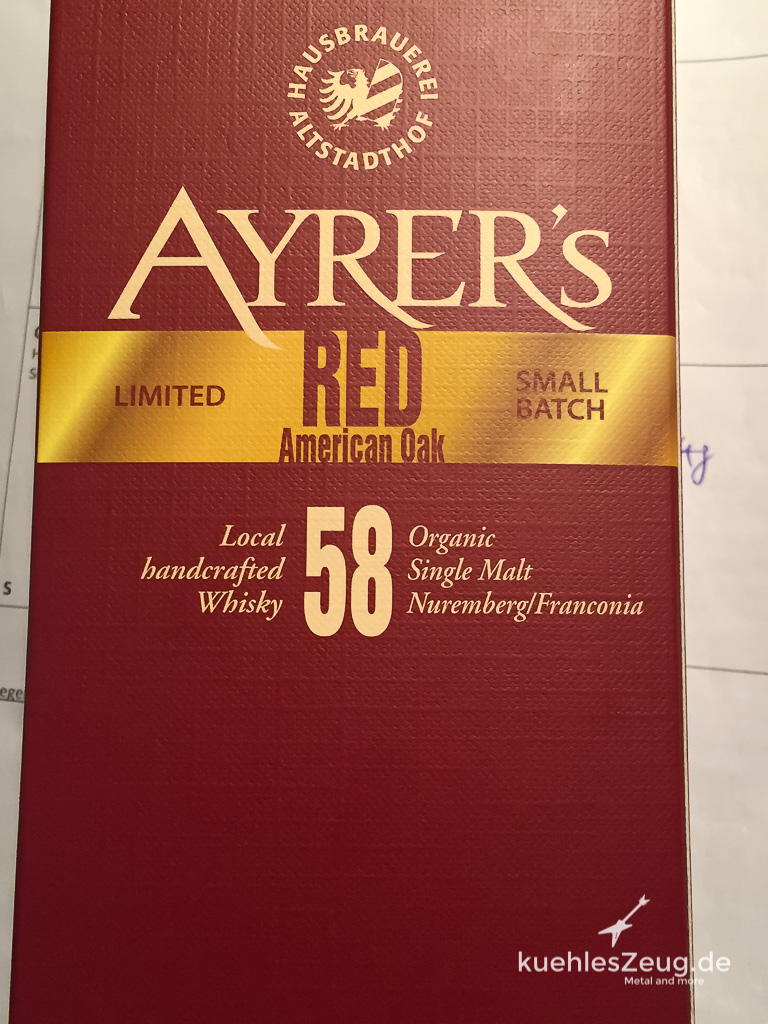 HAUSBRAUEREI
ALTSTADTHOF
AYRER'S
RED
LIMITED
SMALL
BATCH
American Oak
Local
handcrafted
Whisky
58
Organic
Single Malt
Nuremberg/Franconia
kuehlesZeug.de
Metal and more